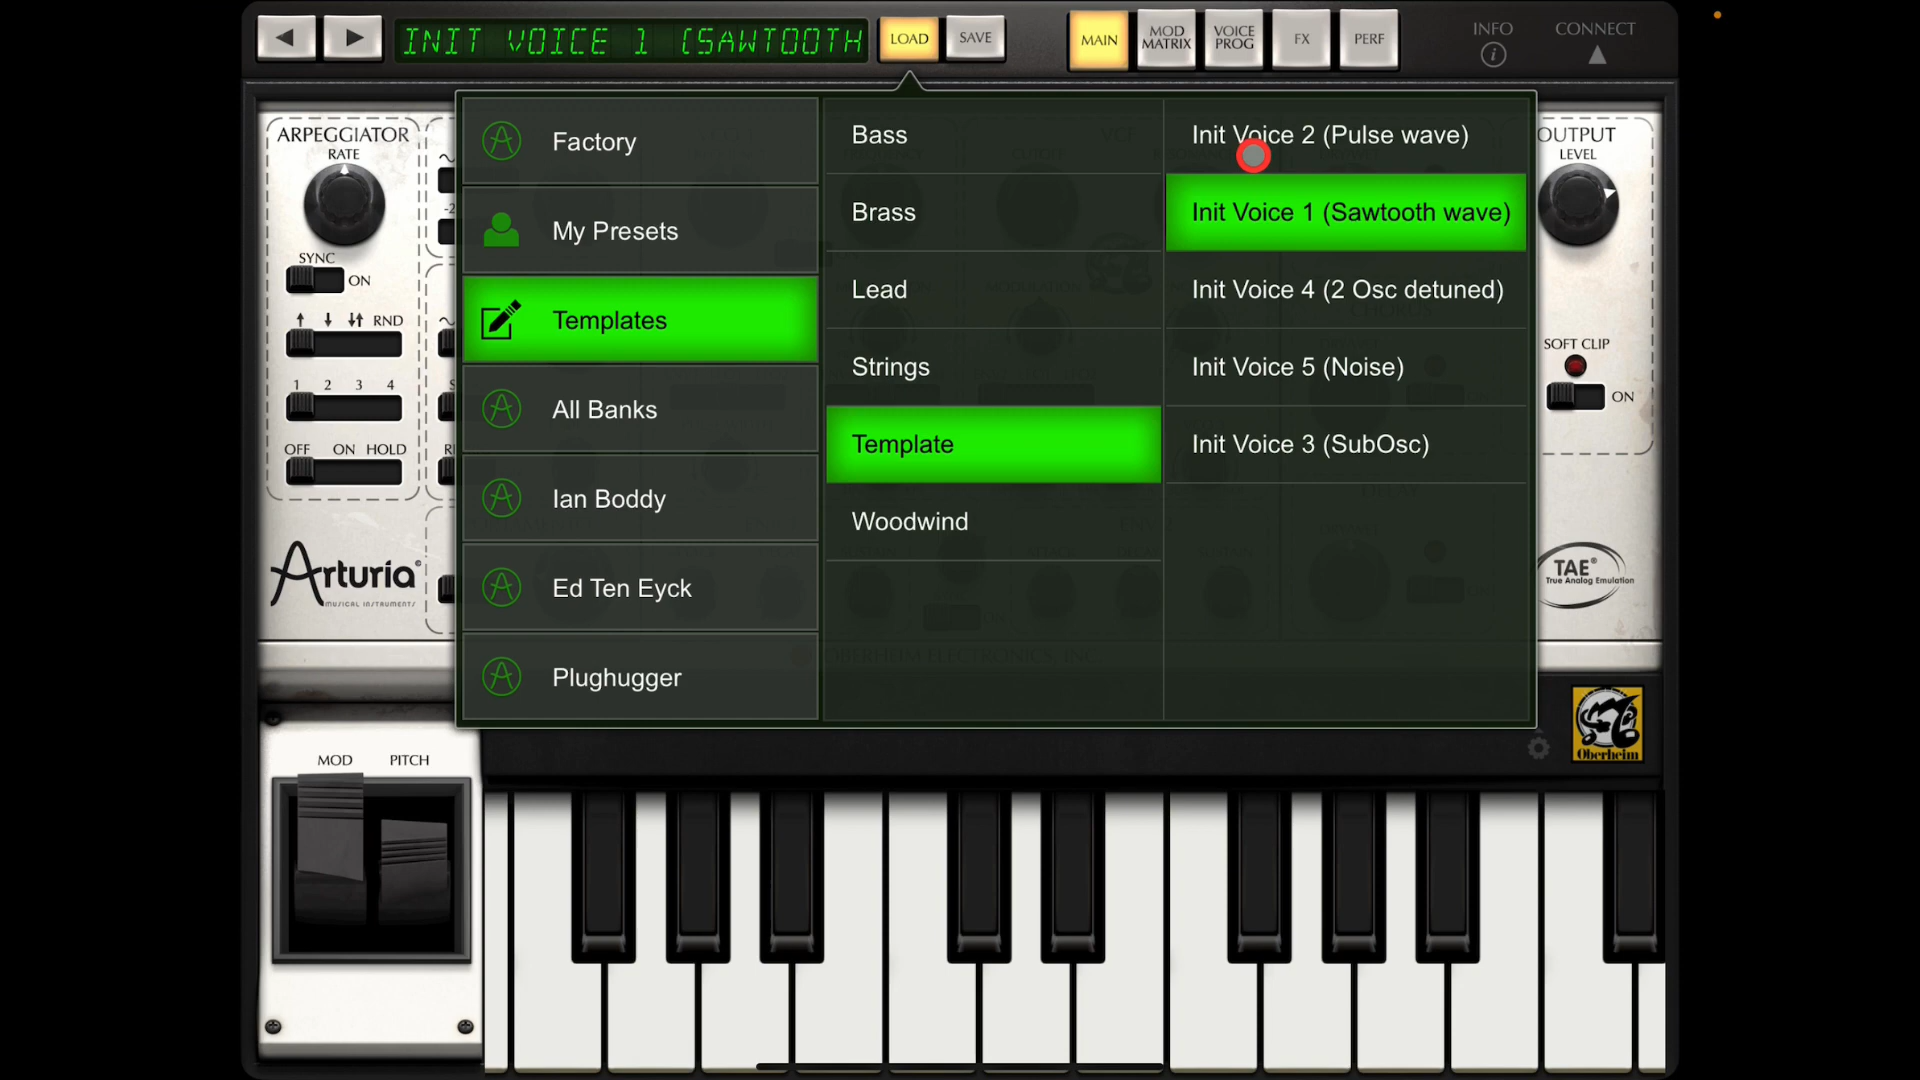 INIT VOICE 1 (SAWTOOTH
LOAD
SAVE
MAIN
MOD
MATRIX
VOICE
PROG
FX
PERF
INFO
CONNECT
ARPEGGIATOR
RATE
SYNC
ON
RND
1 2 3 4
OFF ON HOLD
Arturia
MUSICAL INSTRUMENTS
Factory
My Presets
Templates
All Banks
Ian Boddy
Ed Ten Eyck
Plughugger
Bass
Brass
Lead
Strings
Template
Woodwind
Init Voice 2 (Pulse wave)
Init Voice 1 (Sawtooth wave)
Init Voice 4 (2 Osc detuned)
Init Voice 5 (Noise)
Init Voice 3 (SubOsc)
OBERHEIM ELECTRONICS, INC.
OUTPUT
LEVEL
SOFT CLIP
ON
TAE®
True Analog Emulation
Oberheim
MOD
PITCH